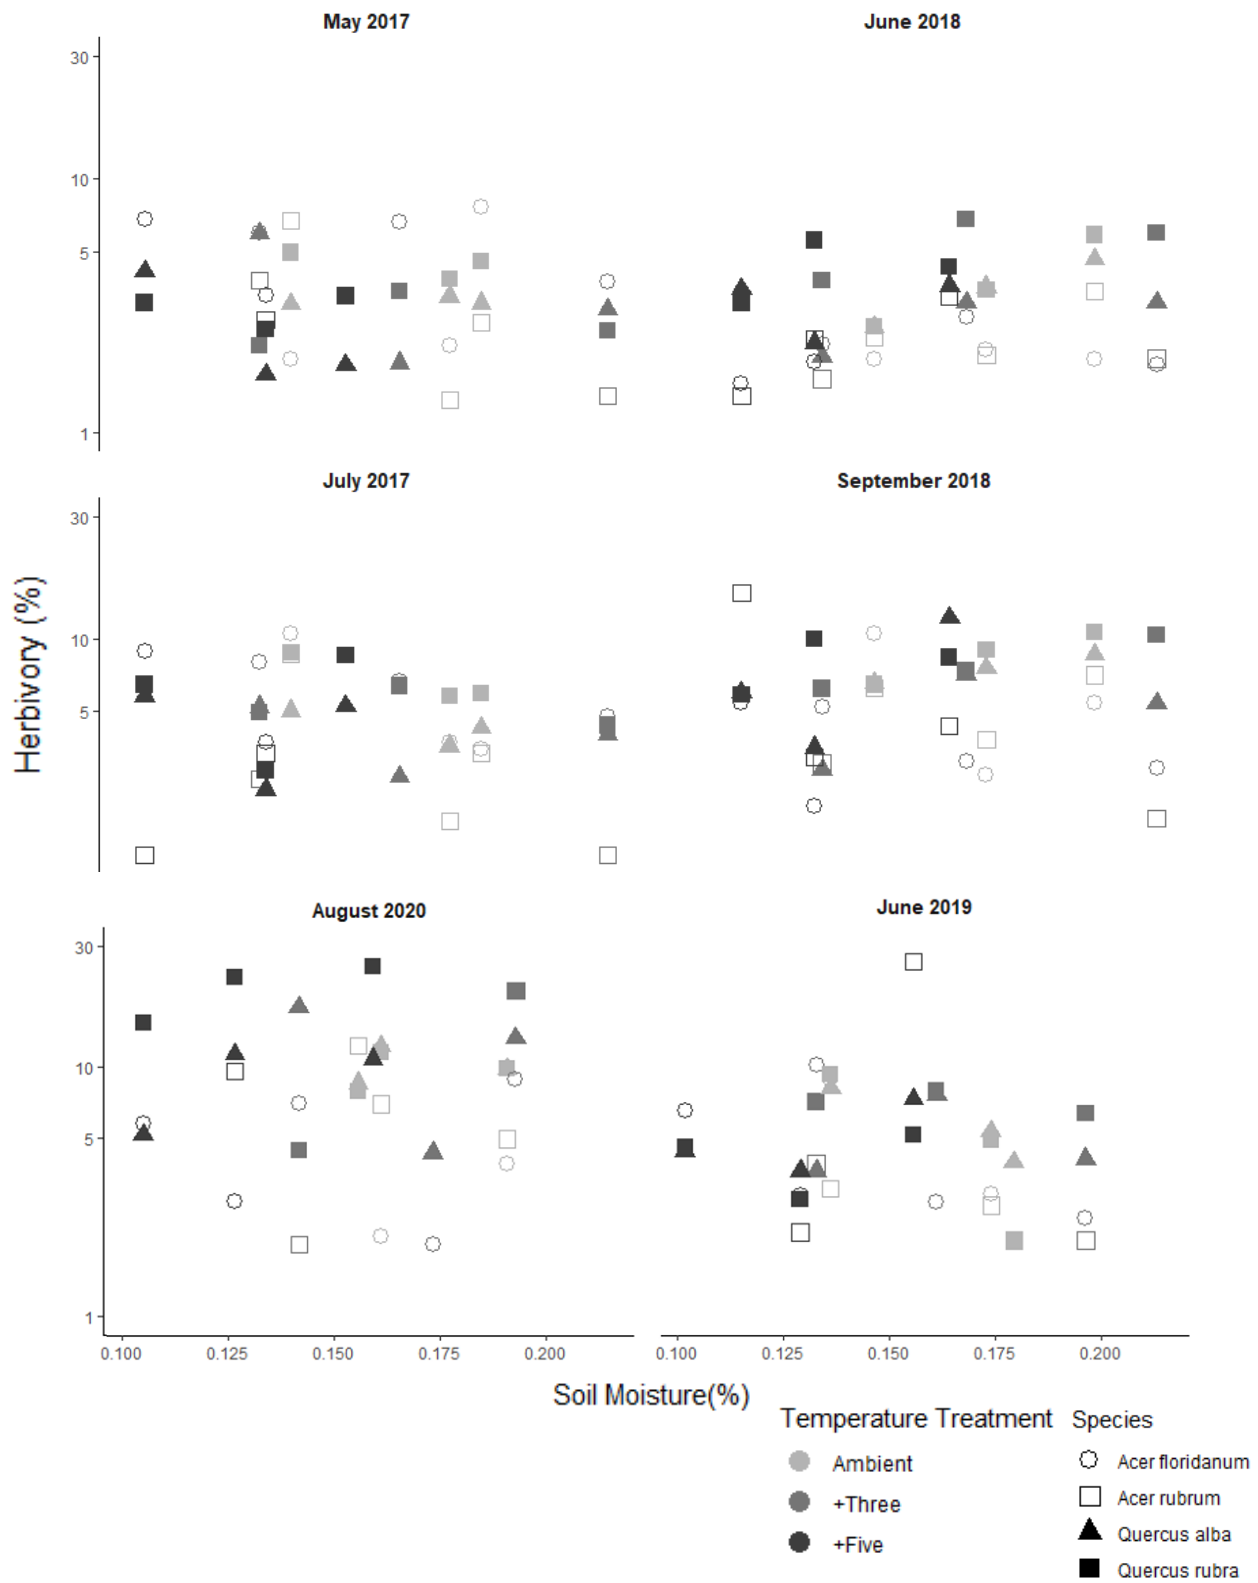 May 2017
June 2018
30
10
5
1
July 2017
September 2018
30
10
5
Herbivory (%)
August 2020
June 2019
30
10
5
1
0.100 0.125 0.150 0.175 0.200
0.100 0.125 0.150 0.175 0.200
Soil Moisture(%)
Temperature Treatment
Ambient
+Three
+Five
Species
Acer floridanum
Acer rubrum
Quercus alba
Quercus rubra